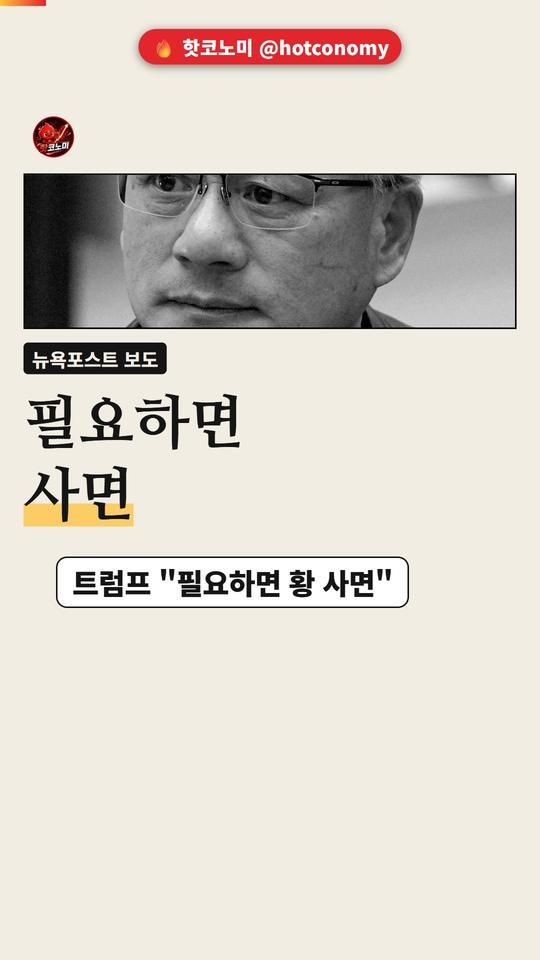 🔥 핫코노미 @hotconomy
핫코노미
뉴욕포스트 보도
필요하면
사면
트럼프 "필요하면 황 사면"